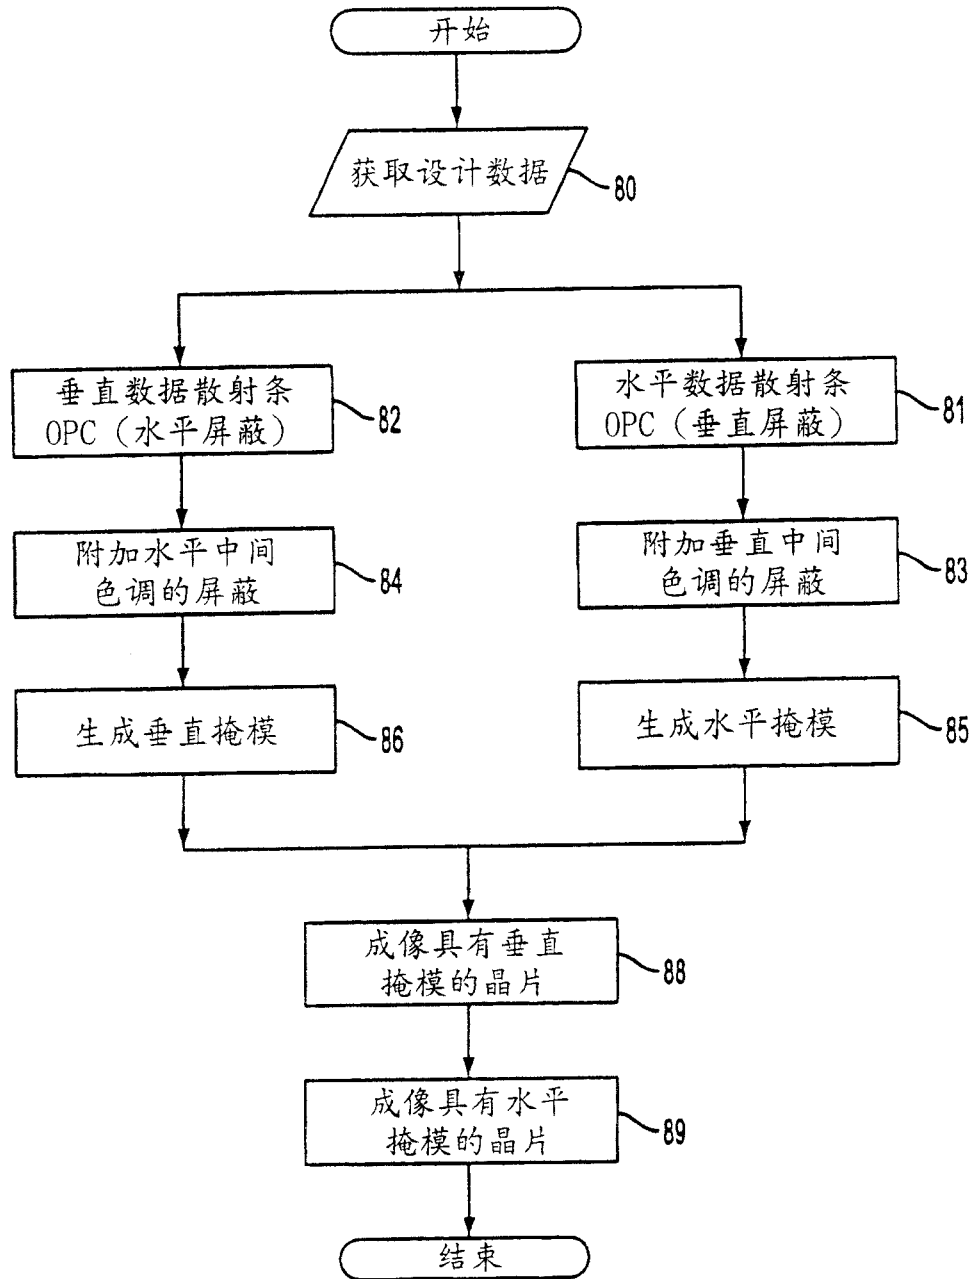 开始
获取设计数据
80
垂直数据散射条
OPC（水平屏蔽）
82
水平数据散射条
OPC（垂直屏蔽）
81
附加水平中间
色调的屏蔽
84
附加垂直中间
色调的屏蔽
83
生成垂直掩模
86
生成水平掩模
85
成像具有垂直
掩模的晶片
88
成像具有水平
掩模的晶片
89
结束